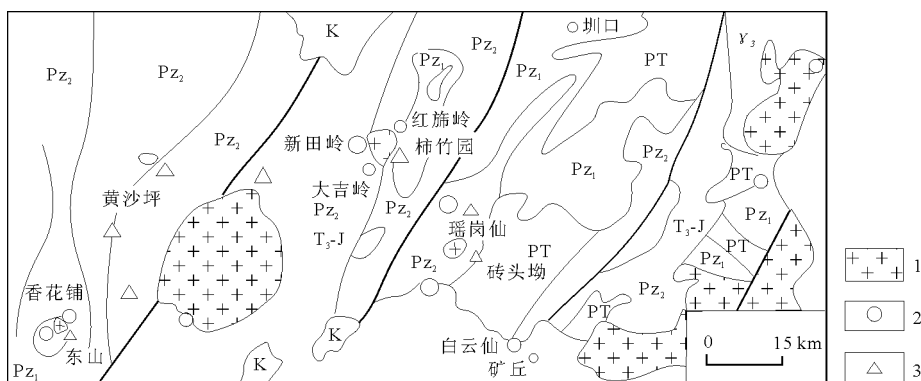 K
圳口
Pz₂
Pz₂
Pz₂
Pz₁
Pz₁
PT
γ₃
红旆岭
新田岭
柿竹园
Pz₂
Pz₂
大吉岭
Pz₁
PT
黄沙坪
Pz₂
Pz₂
瑶岗仙
T₃-J
Pz₁
T₃-J
PT
PT
Pz₂
砖头坳
Pz₁
香花铺
PT
Pz₂
东山
Pz₁
K
K
白云仙
矿丘
0 15 km
1
2
3